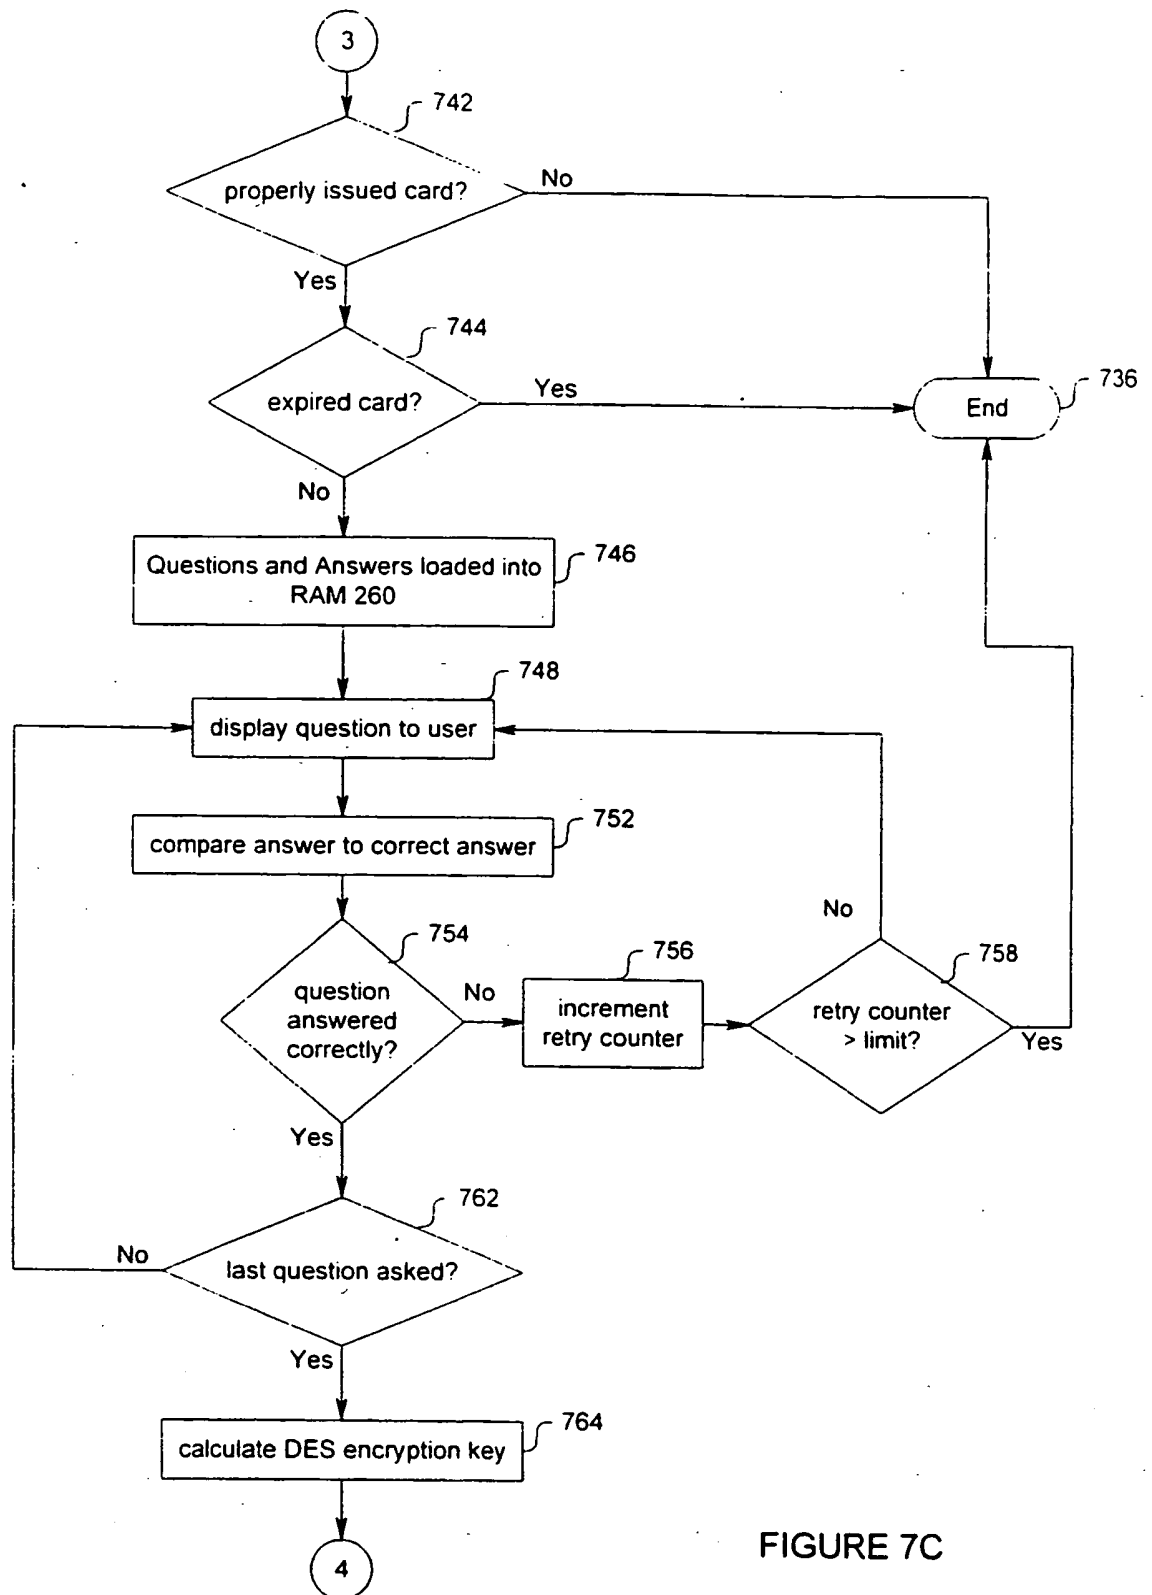 3
742
properly issued card?
No
Yes
744
expired card?
Yes
736
End
No
746
Questions and Answers loaded into
RAM 260
748
display question to user
752
compare answer to correct answer
No
754
question
answered
correctly?
No
756
increment
retry counter
758
retry counter
> limit?
Yes
Yes
762
No
last question asked?
Yes
764
calculate DES encryption key
4
FIGURE 7C